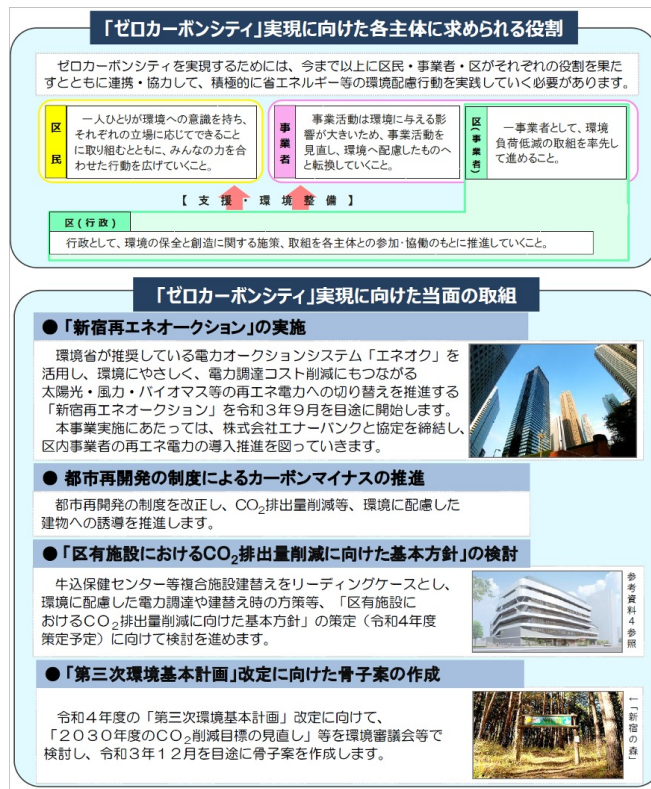 「ゼロカーボンシティ」実現に向けた各主体に求められる役割
ゼロカーボンシティを実現するためには、今まで以上に区民・事業者・区がそれぞれの役割を果た
すとともに連携・協力して、積極的に省エネルギー等の環境配慮行動を実践していく必要があります。
区民
一人ひとりが環境への意識を持ち、
それぞれの立場に応じてできること
に取り組むとともに、みんなの力を合
わせた行動を広げていくこと。
事業者
事業活動は環境に与える影
響が大きいため、事業活動を
見直し、環境へ配慮したものへ
と転換していくこと。
区(事業者)
一事業者として、環境
負荷低減の取組を率先し
て進めること。
【支援・環境整備】
区(行政)
行政として、環境の保全と創造に関する施策、取組を各主体との参加・協働のもとに推進していくこと。
「ゼロカーボンシティ」実現に向けた当面の取組
●「新宿再エネオークション」の実施
環境省が推奨している電力オークションシステム「エネオク」を
活用し、環境にやさしく、電力調達コスト削減にもつながる
太陽光・風力・バイオマス等の再エネ電力への切り替えを推進する
「新宿再エネオークション」を令和3年9月を目途に開始します。
本事業実施にあたっては、株式会社エナーバンクと協定を締結し、
区内事業者の再エネ電力の導入推進を図っていきます。
● 都市再開発の制度によるカーボンマイナスの推進
都市再開発の制度を改正し、CO₂排出量削減等、環境に配慮した
建物への誘導を推進します。
●「区有施設におけるCO₂排出量削減に向けた基本方針」の検討
牛込保健センター等複合施設建替えをリーディングケースとし、
環境に配慮した電力調達や建替え時の方策等、「区有施設に
おけるCO₂排出量削減に向けた基本方針」の策定（令和4年度
策定予定）に向けて検討を進めます。
参考資料4参照
●「第三次環境基本計画」改定に向けた骨子案の作成
令和4年度の「第三次環境基本計画」改定に向けて、
「2030年度のCO₂削減目標の見直し」等を環境審議会等で
検討し、令和3年12月を目途に骨子案を作成します。
←「新宿の森」